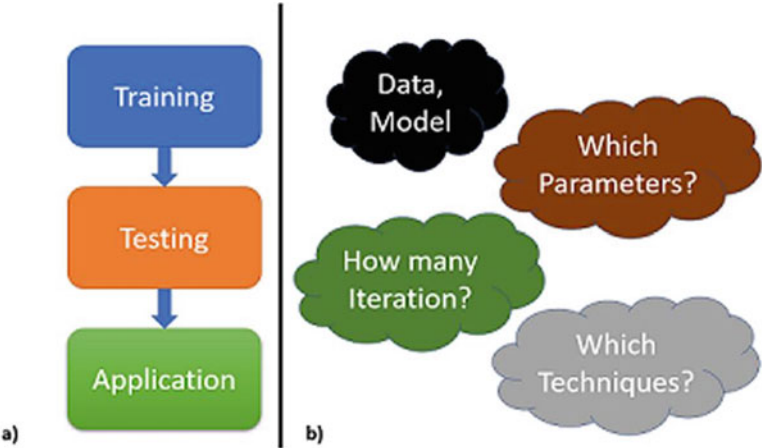 Training
Testing
Application
a)
Data,
Model
Which
Parameters?
How many
Iteration?
Which
Techniques?
b)